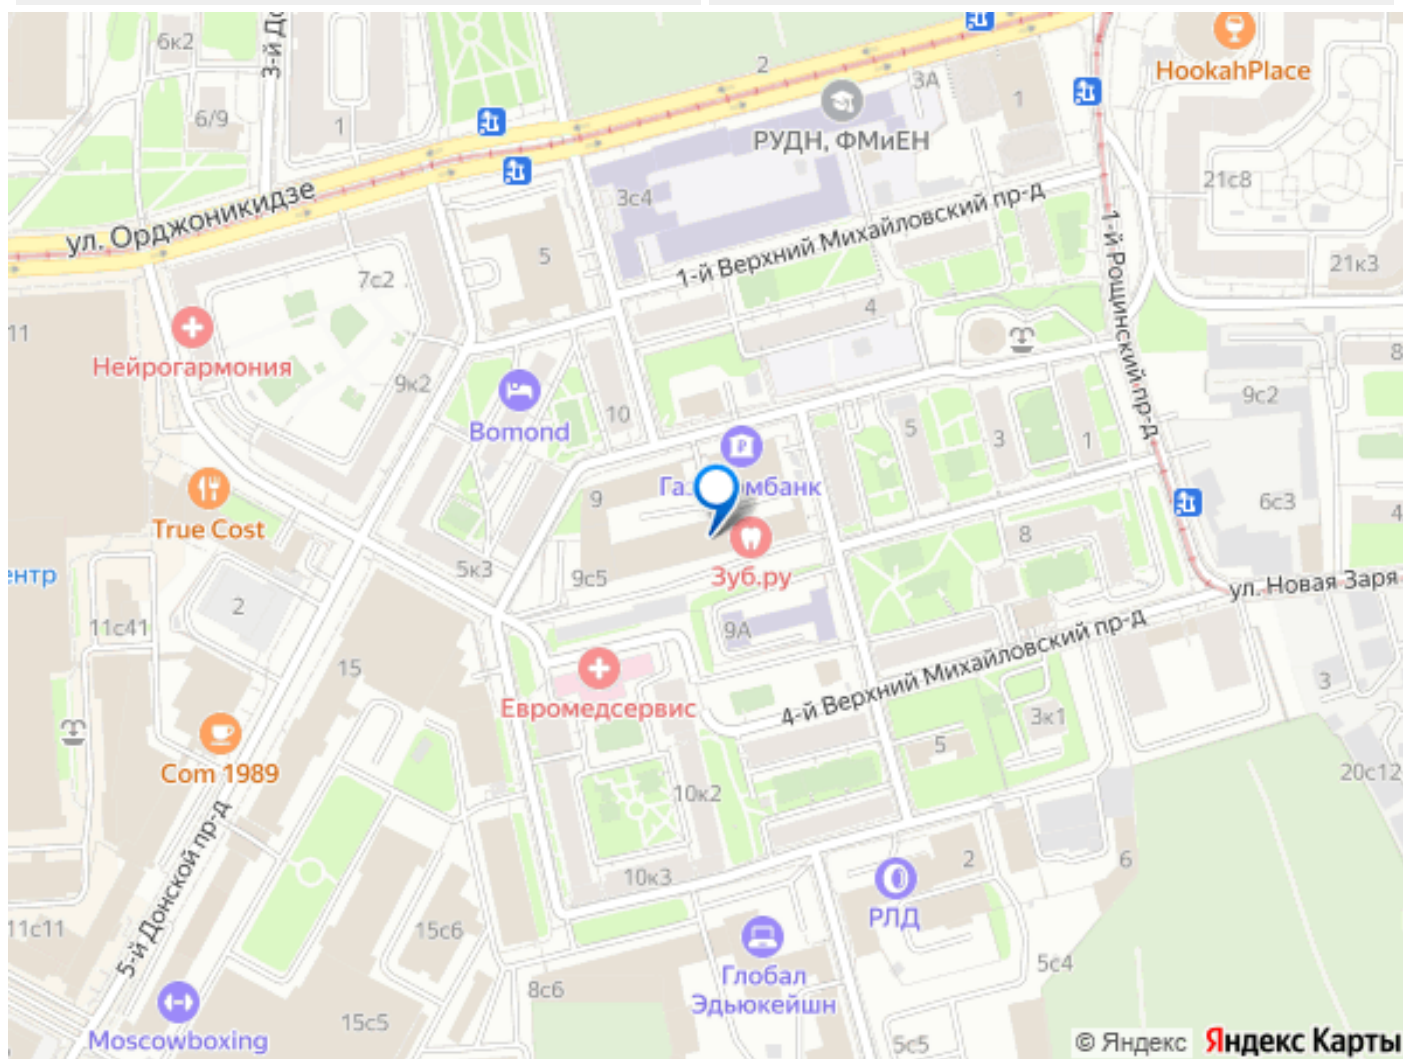 6к2
3-й До
6/9
1
2
3А
1
РУДН, ФМиЕН
HookahPlace
21с8
21к3
3с4
ул. Орджоникидзе
1-й Верхний Михайловский пр-д
1-й Рощинский пр-д
5
7с2
4
11
Нейрогармония
9к2
8
9с2
Bomond
10
5
3
1
Газ
мбанк
9
True Cost
6с3
4
8
ентр
5к3
9с5
Зуб.ру
ул. Новая Заря
2
11с41
9А
15
4-й Верхний Михайловский пр-д
3
Евромедсервис
3к1
5
Com 1989
20с12
10к2
5-й Донской пр-д
10к3
2
6
РЛД
11с11
15с6
Глобал
Эдьюкейшн
5с4
8с6
15с5
Moscowboxing
5с5
© Яндекс Яндекс Карты